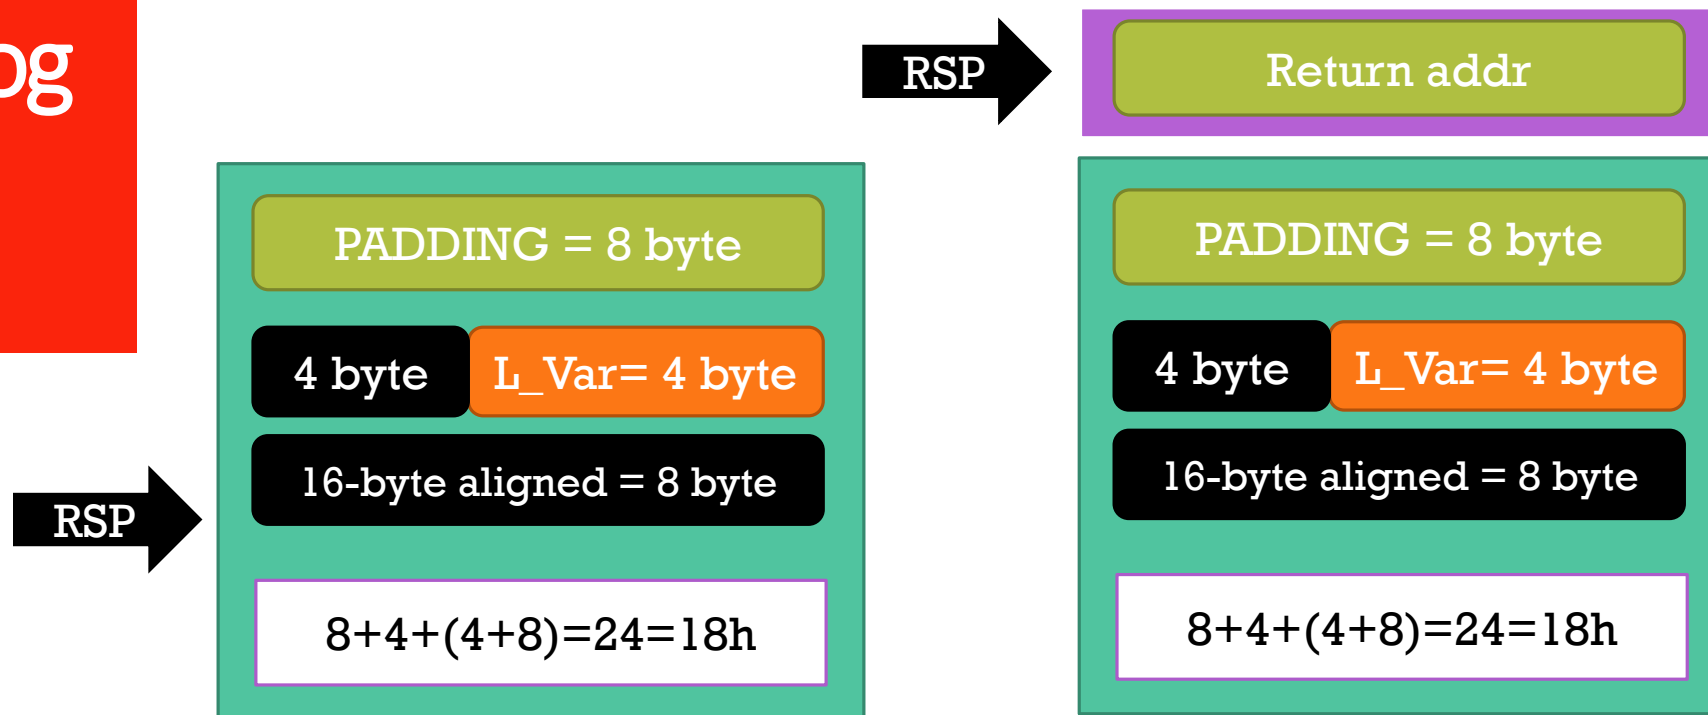 og
RSP
Return addr
PADDING = 8 byte
4 byte
L_Var= 4 byte
16-byte aligned = 8 byte
RSP
8+4+(4+8)=24=18h
PADDING = 8 byte
4 byte
L_Var= 4 byte
16-byte aligned = 8 byte
8+4+(4+8)=24=18h